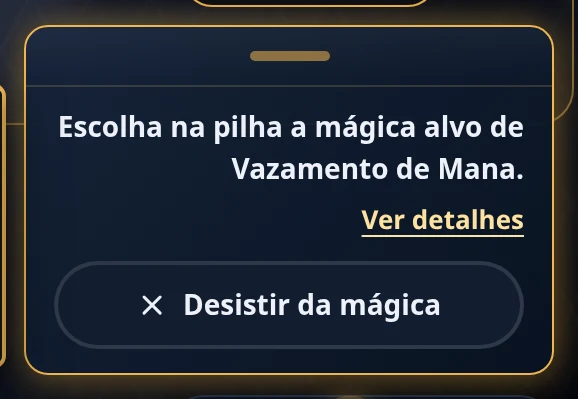 Escolha na pilha a mágica alvo de
Vazamento de Mana.
Ver detalhes
Desistir da mágica